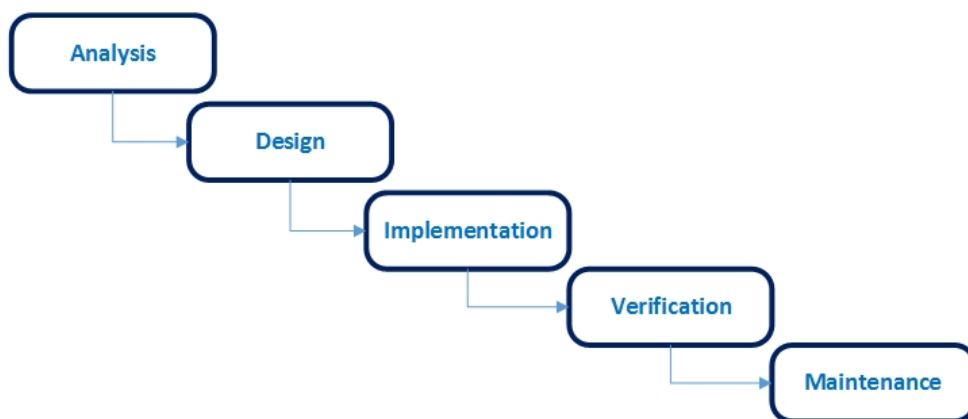 Analysis
Design
Implementation
Verification
Maintenance